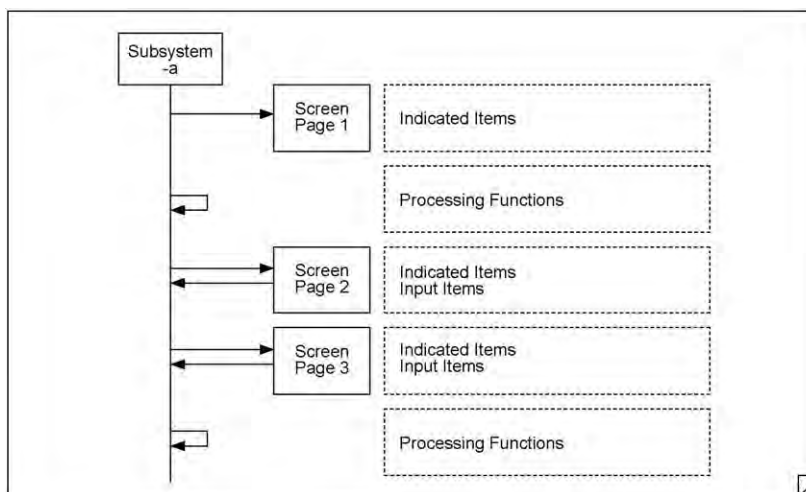 Subsystem
-a
Screen
Page 1
Indicated Items
Processing Functions
Screen
Page 2
Indicated Items
Input Items
Screen
Page 3
Indicated Items
Input Items
Processing Functions